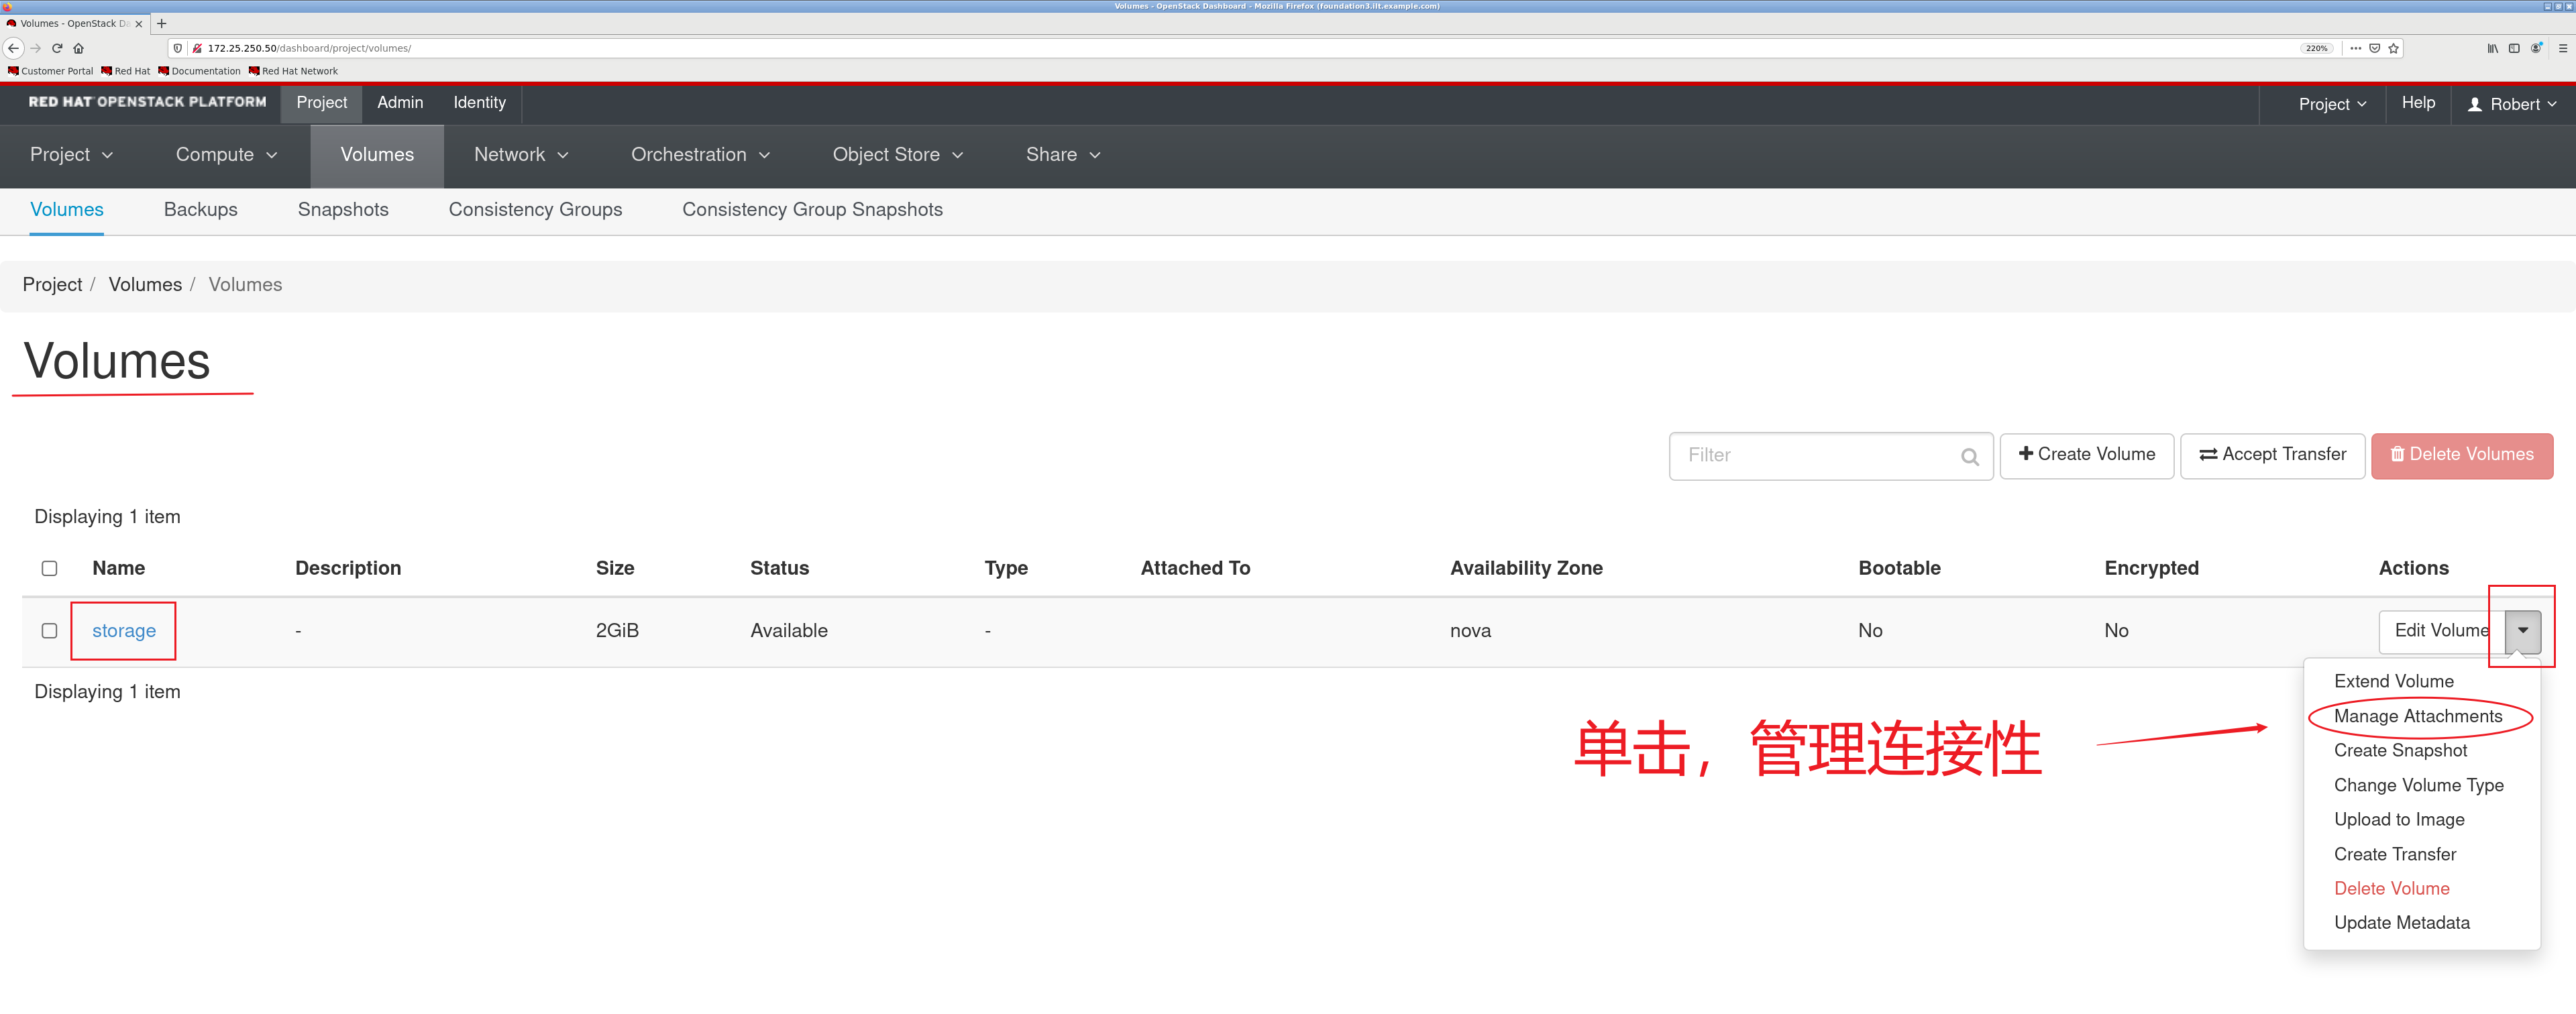 Volumes - OpenStack Dashboard - Mozilla Firefox (foundation3.ilt.example.com)
Volumes - OpenStack Da
172.25.250.50/dashboard/project/volumes/
220%
Customer Portal Red Hat Documentation Red Hat Network
RED HAT OPENSTACK PLATFORM Project Admin Identity Project Help Robert
Project Compute Volumes Network Orchestration Object Store Share
Volumes Backups Snapshots Consistency Groups Consistency Group Snapshots
Project / Volumes / Volumes
Volumes
Filter Create Volume Accept Transfer Delete Volumes
Displaying 1 item
Name Description Size Status Type Attached To Availability Zone Bootable Encrypted Actions
storage - 2GiB Available - nova No No Edit Volume
Displaying 1 item
Extend Volume
Manage Attachments
单击，管理连接性
Create Snapshot
Change Volume Type
Upload to Image
Create Transfer
Delete Volume
Update Metadata